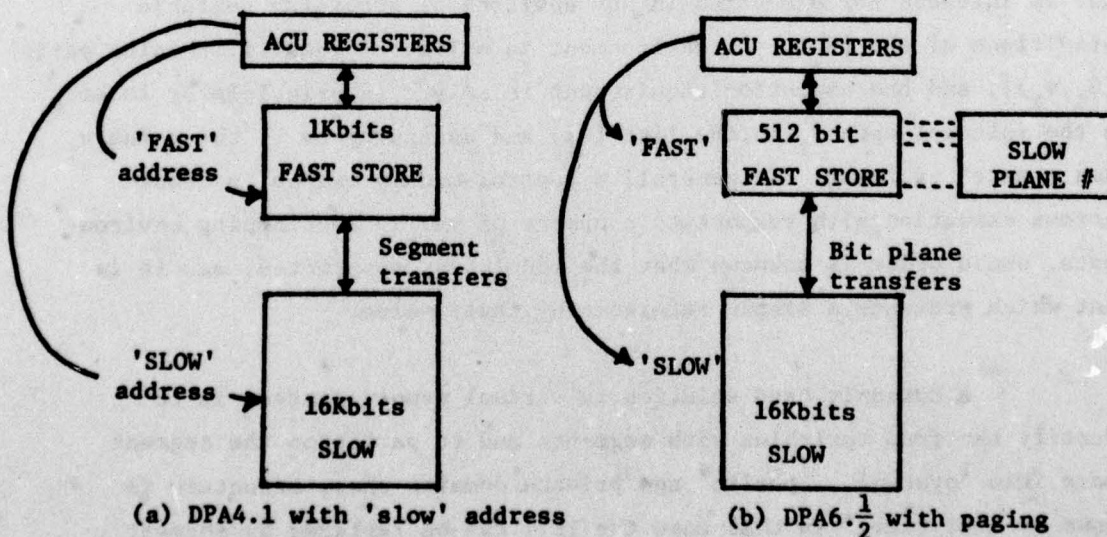 ACU REGISTERS
'FAST'
address
1Kbits
FAST STORE
Segment
transfers
'SLOW'
address
16Kbits
SLOW
(a) DPA4.1 with 'slow' address
ACU REGISTERS
'FAST'
512 bit
FAST STORE
SLOW
PLANE #
Bit plane
transfers
'SLOW'
16Kbits
SLOW
(b) DPA6.½ with paging